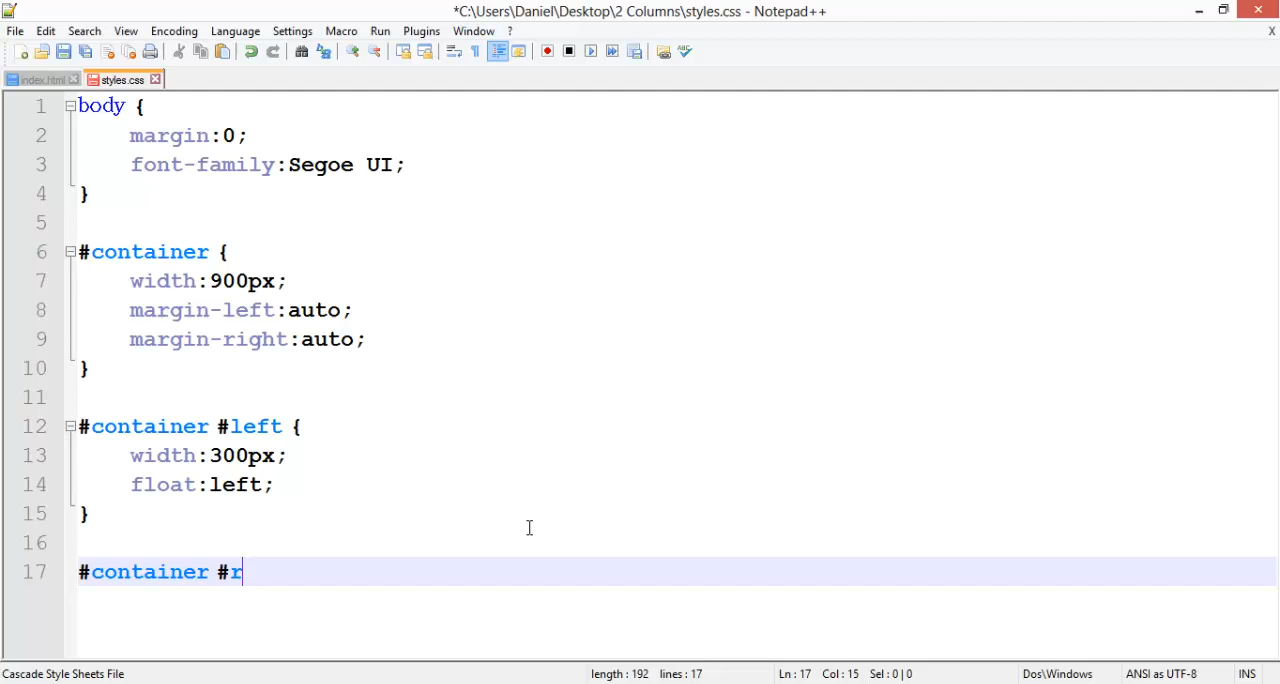 *C:\Users\Daniel\Desktop\2 Columns\styles.css - Notepad++
File Edit Search View Encoding Language Settings Macro Run Plugins Window ? X
index.html styles.css
1 body {
2 margin:0;
3 font-family:Segoe UI;
4 }
5
6 #container {
7 width:900px;
8 margin-left:auto;
9 margin-right:auto;
10 }
11
12 #container #left {
13 width:300px;
14 float:left;
15 }
16
17 #container #r
Cascade Style Sheets File length : 192 lines : 17 Ln : 17 Col : 15 Sel : 0 | 0 Dos\Windows ANSI as UTF-8 INS